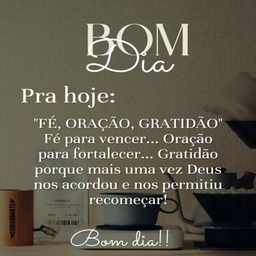 BOM
Dia
Pra hoje:
"FÉ, ORAÇÃO, GRATIDÃO"
Fé para vencer... Oração
para fortalecer... Gratidão
porque mais uma vez Deus
nos acordou e nos permitiu
recomeçar!
Bom dia!!